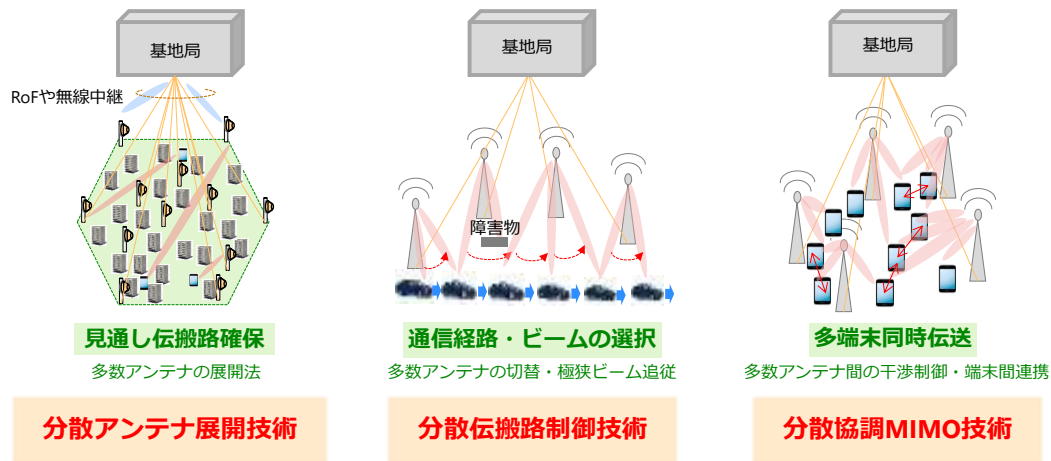 基地局
RoFや無線中継
見通し伝搬路確保
多数アンテナの展開法
分散アンテナ展開技術
基地局
障害物
通信経路・ビームの選択
多数アンテナの切替・極狭ビーム追従
分散伝搬路制御技術
基地局
多端末同時伝送
多数アンテナ間の干渉制御・端末間連携
分散協調MIMO技術